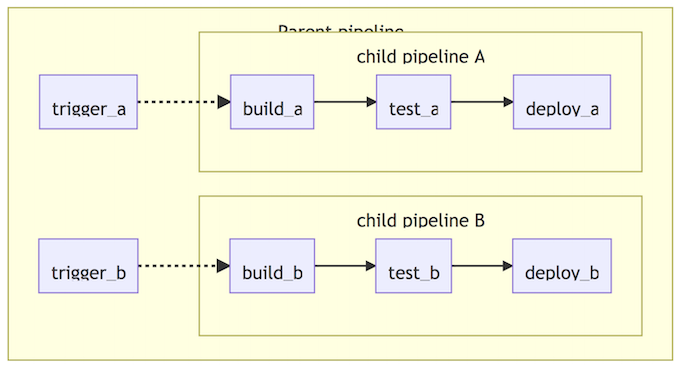 Parent pipeline
child pipeline A
trigger_a
build_a
test_a
deploy_a
child pipeline B
trigger_b
build_b
test_b
deploy_b